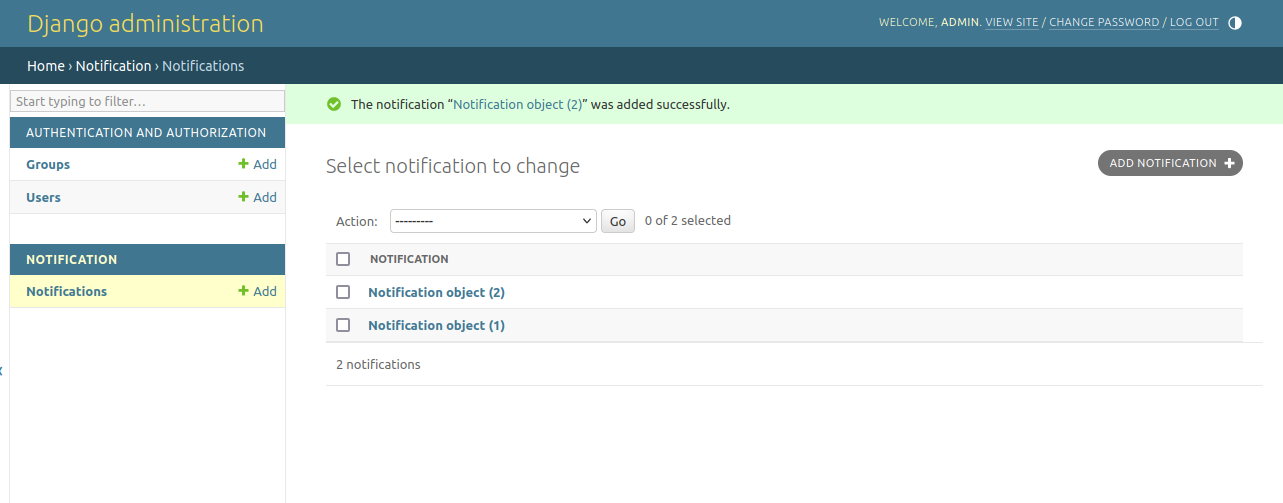 Django administration
WELCOME, ADMIN. VIEW SITE / CHANGE PASSWORD / LOG OUT
Home › Notification › Notifications
Start typing to filter…
AUTHENTICATION AND AUTHORIZATION
Groups + Add
Users + Add
NOTIFICATION
Notifications + Add
The notification “Notification object (2)” was added successfully.
Select notification to change
ADD NOTIFICATION +
Action: --------- Go 0 of 2 selected
NOTIFICATION
Notification object (2)
Notification object (1)
2 notifications